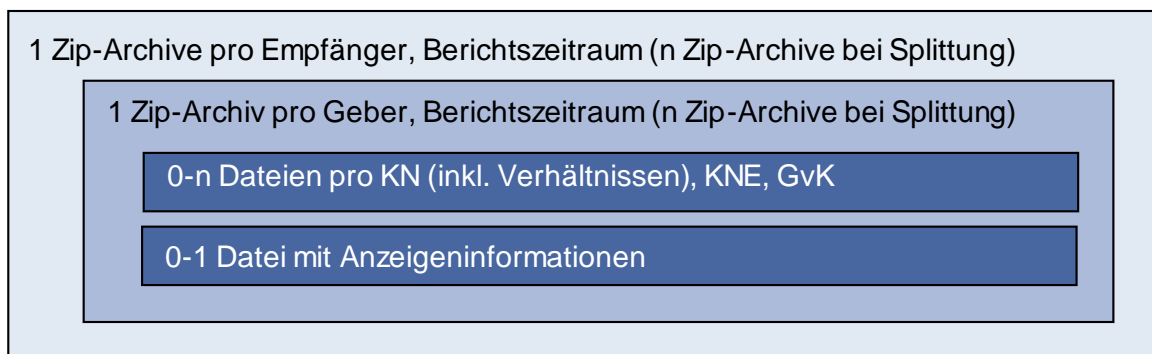 1 Zip-Archive pro Empfänger, Berichtszeitraum (n Zip-Archive bei Splittung)
1 Zip-Archiv pro Geber, Berichtszeitraum (n Zip-Archive bei Splittung)
0-n Dateien pro KN (inkl. Verhältnissen), KNE, GvK
0-1 Datei mit Anzeigeninformationen